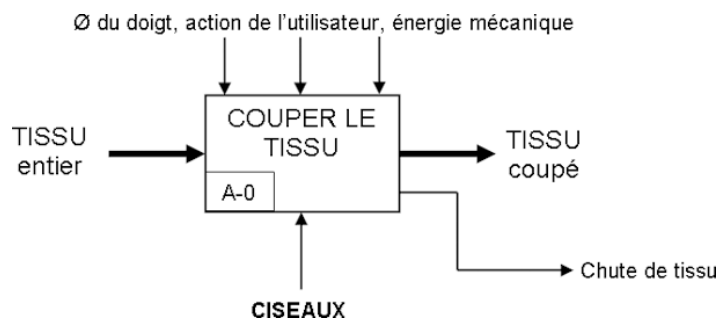 Ø du doigt, action de l'utilisateur, énergie mécanique
COUPER LE
TISSU
TISSU
entier
TISSU
coupé
A-0
Chute de tissu
CISEAUX